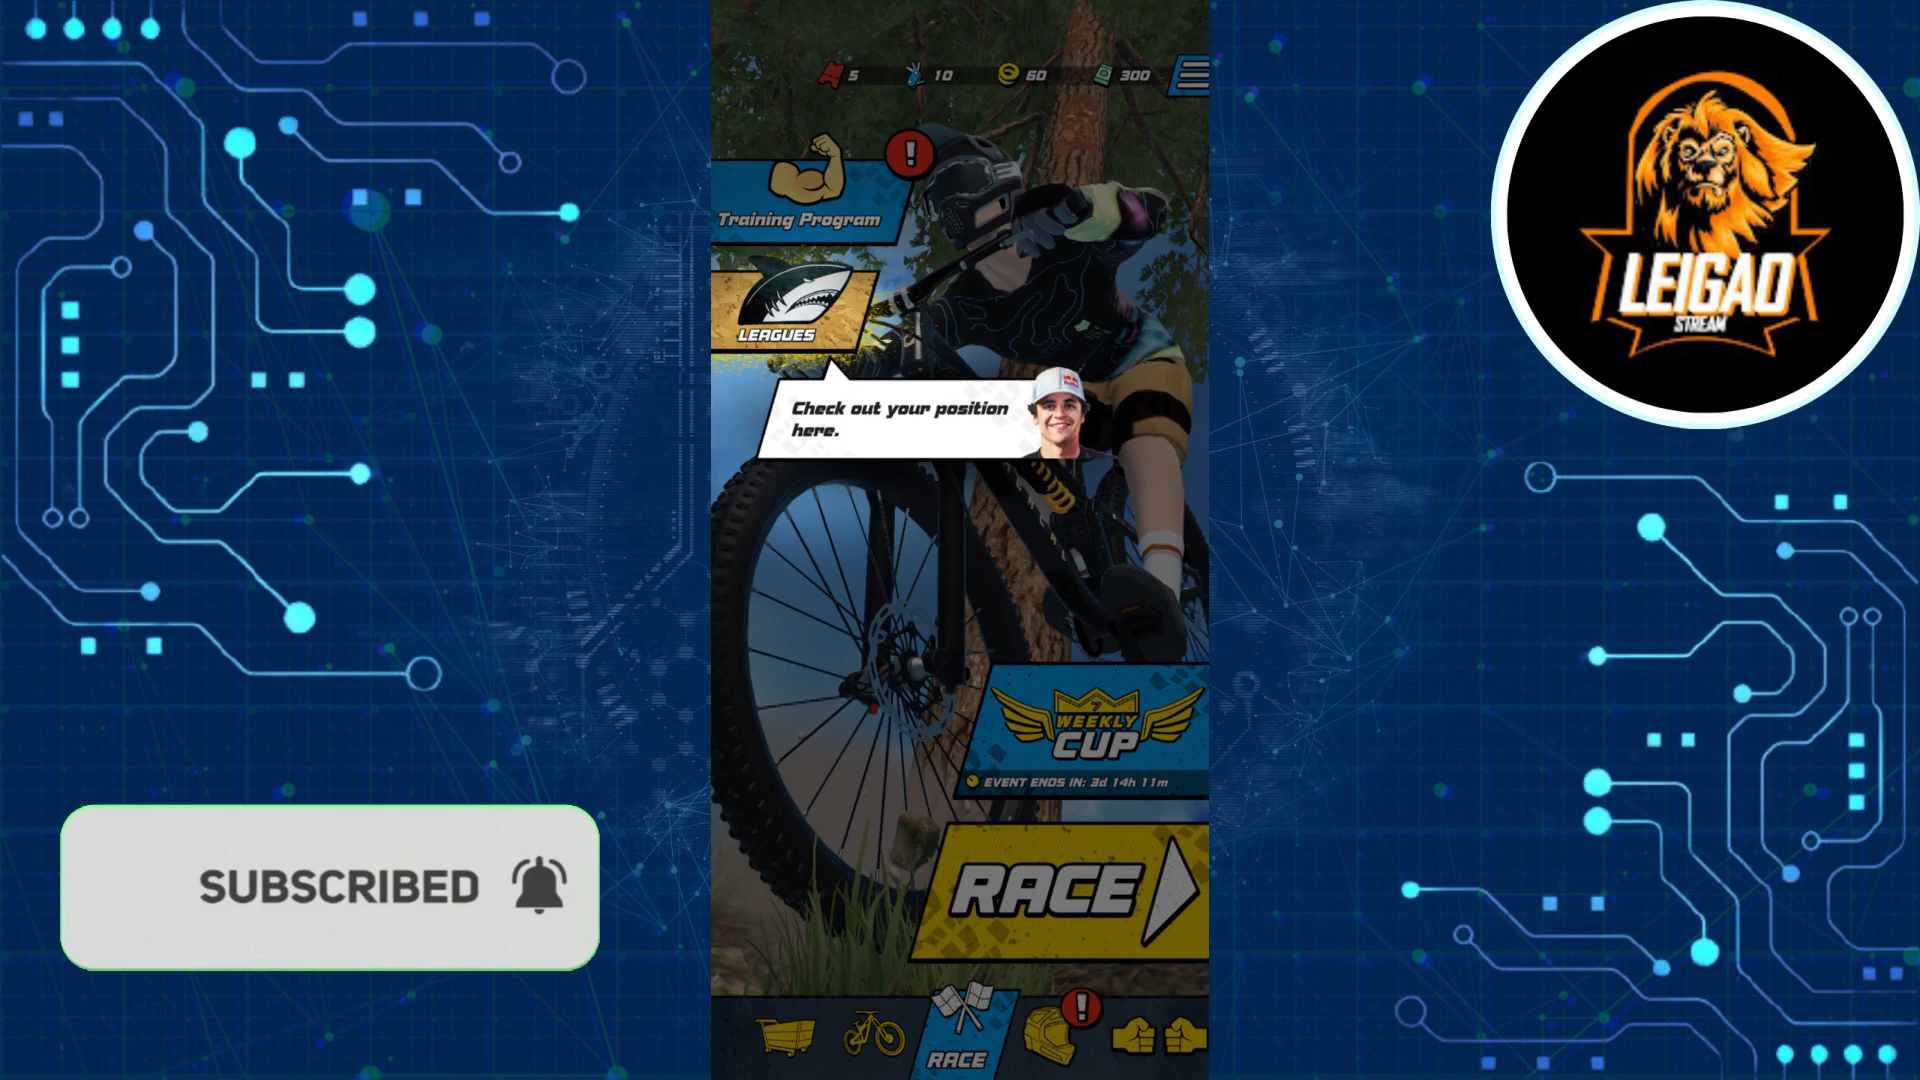 5
10
60
300
Training Program
LEAGUES
Check out your position
here.
7
WEEKLY
CUP
EVENT ENDS IN: 3d 14h 11m
RACE
RACE
SUBSCRIBED
LEIGAO
STREAM